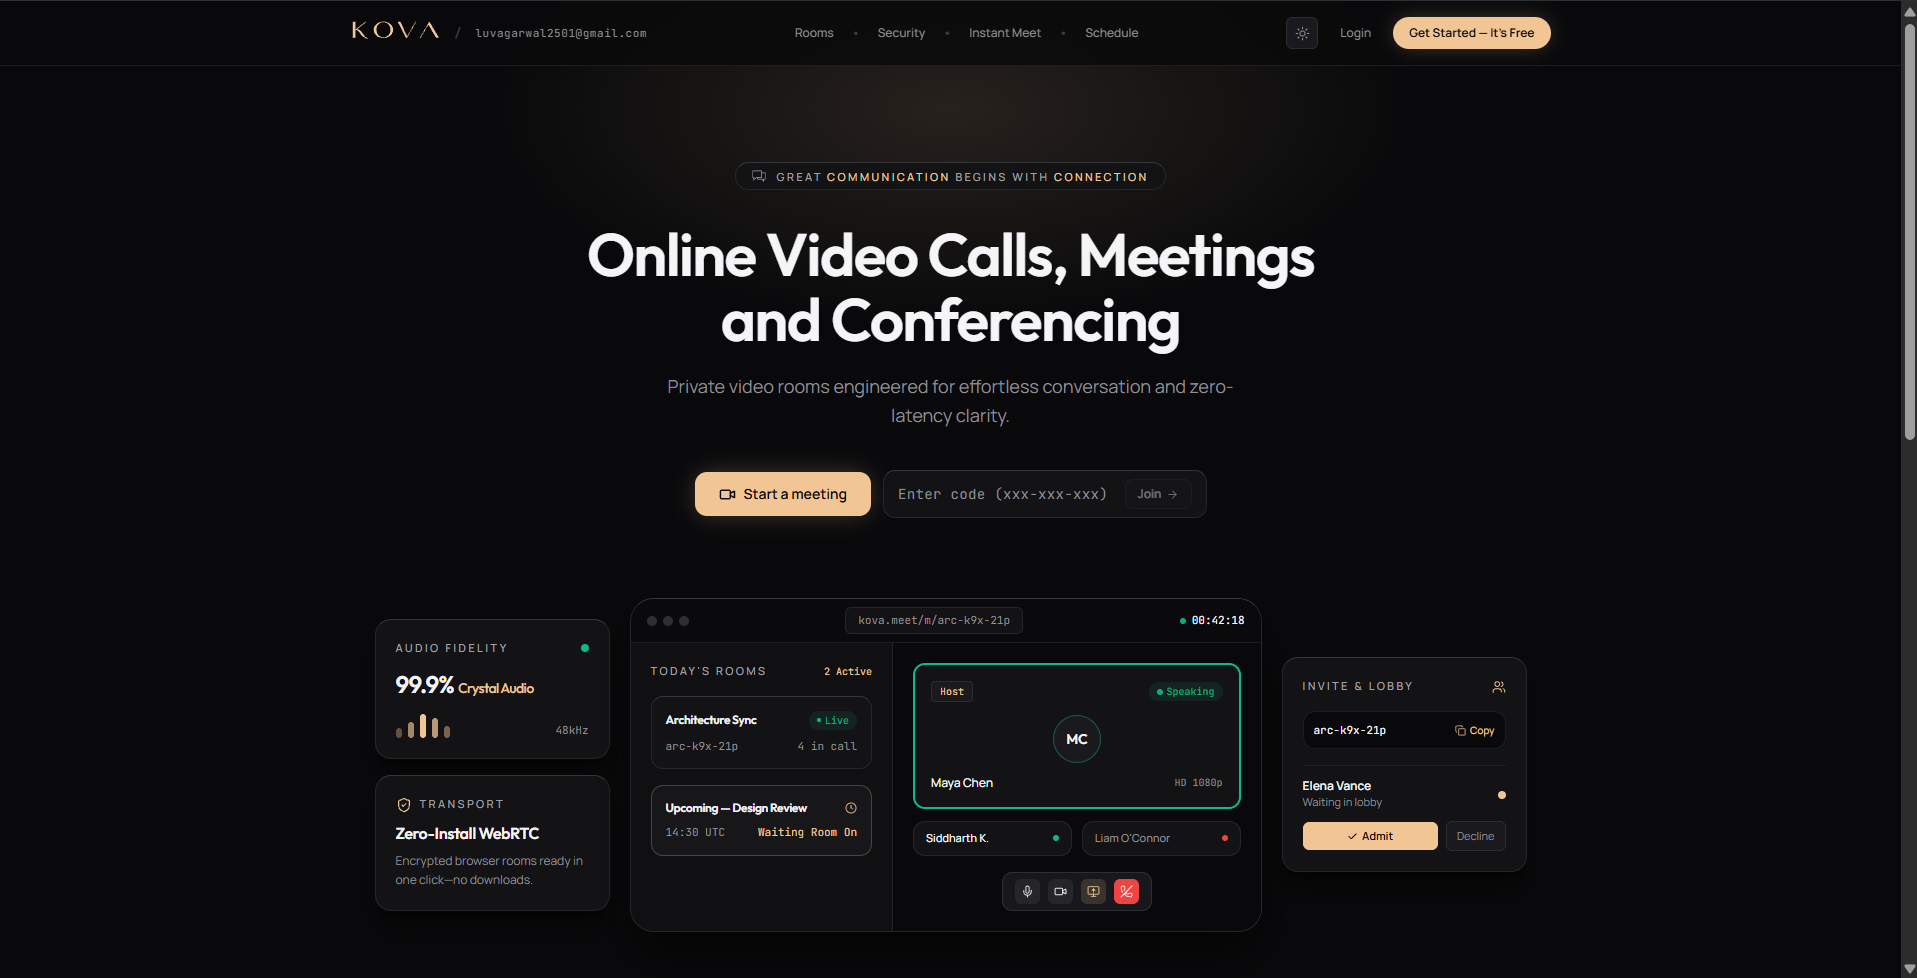 KOVA / luvagarwal2501@gmail.com
Rooms • Security • Instant Meet • Schedule
Login
Get Started — It's Free
GREAT COMMUNICATION BEGINS WITH CONNECTION
Online Video Calls, Meetings
and Conferencing
Private video rooms engineered for effortless conversation and zero-
latency clarity.
Start a meeting
Enter code (xxx-xxx-xxx)
Join →
AUDIO FIDELITY
99.9% Crystal Audio
48kHz
TRANSPORT
Zero-Install WebRTC
Encrypted browser rooms ready in
one click—no downloads.
kova.meet/m/arc-k9x-21p
00:42:18
TODAY'S ROOMS
2 Active
Architecture Sync
Live
arc-k9x-21p
4 in call
Upcoming — Design Review
14:30 UTC
Waiting Room On
Host
Speaking
MC
Maya Chen
HD 1080p
Siddharth K.
Liam O'Connor
INVITE & LOBBY
arc-k9x-21p
Copy
Elena Vance
Waiting in lobby
Admit
Decline